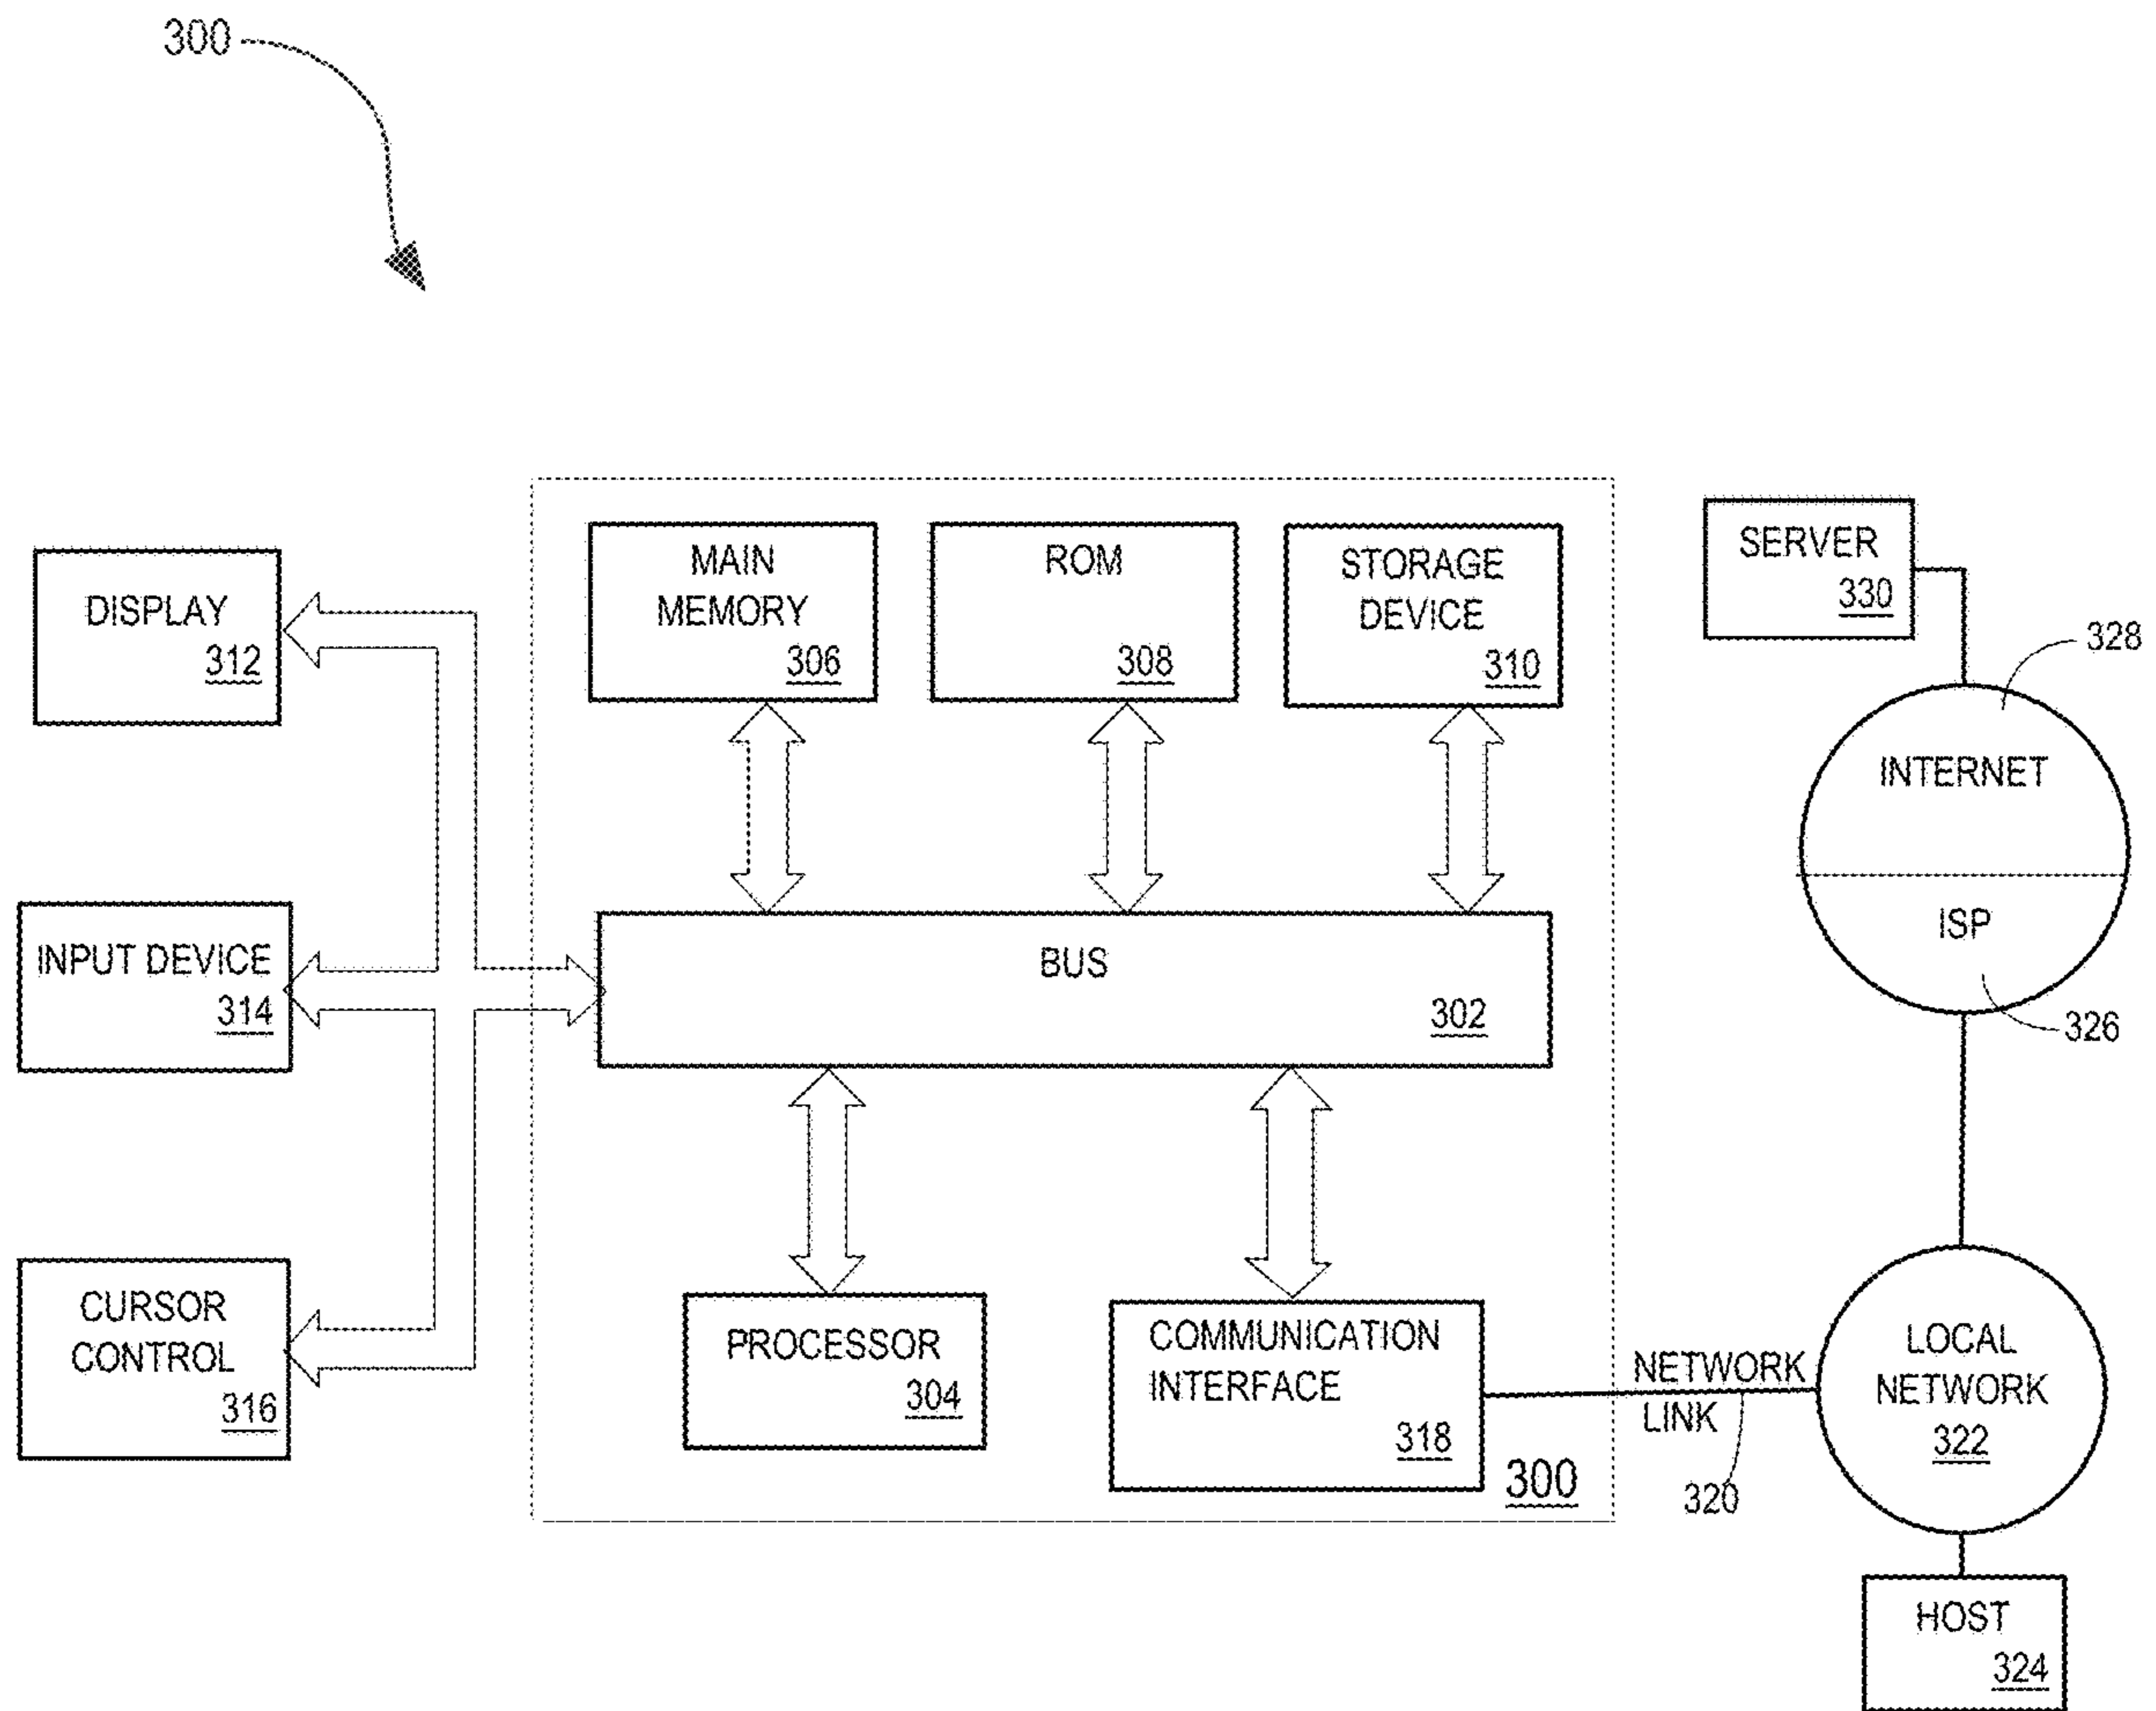 300
DISPLAY
312
INPUT DEVICE
314
CURSOR
CONTROL
316
MAIN
MEMORY
306
ROM
308
STORAGE
DEVICE
310
BUS
302
PROCESSOR
304
COMMUNICATION
INTERFACE
318
300
SERVER
330
328
INTERNET
ISP
326
NETWORK
LINK
320
LOCAL
NETWORK
322
HOST
324